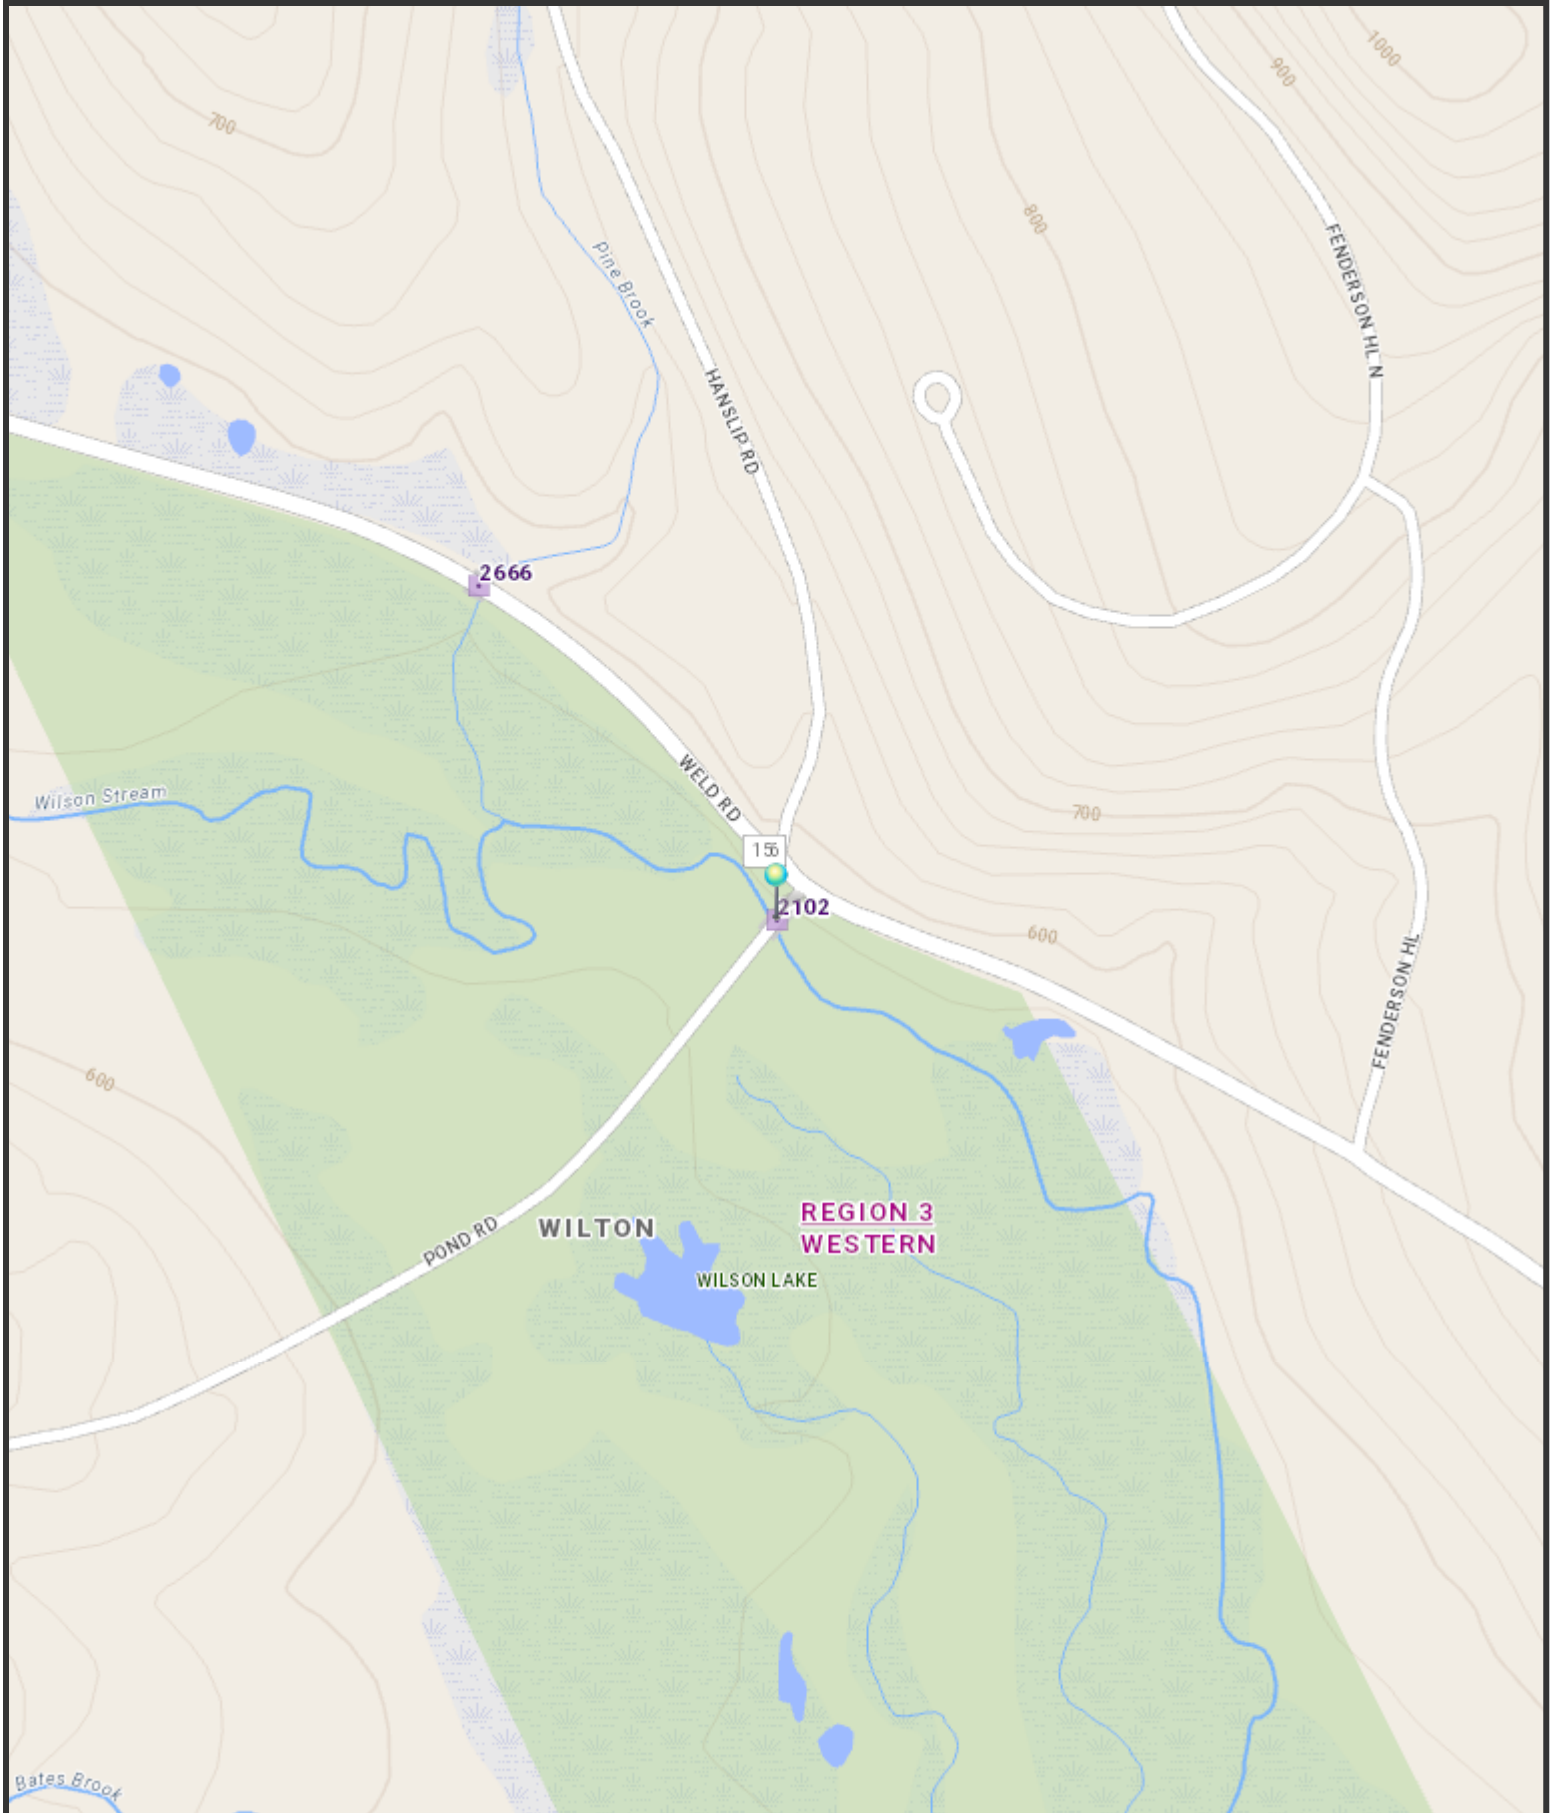 1000
900
700
800
FENDERSON HL N
Pine Brook
HANSLIP RD
2666
WELD RD
Wilson Stream
700
156
2102
600
FENDERSON HL
600
REGION 3
WESTERN
POND RD
WILTON
WILSON LAKE
Bates Brook